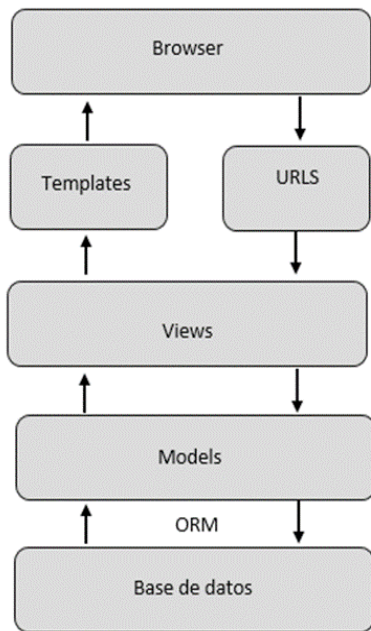 Browser
Templates
URLS
Views
Models
ORM
Base de datos